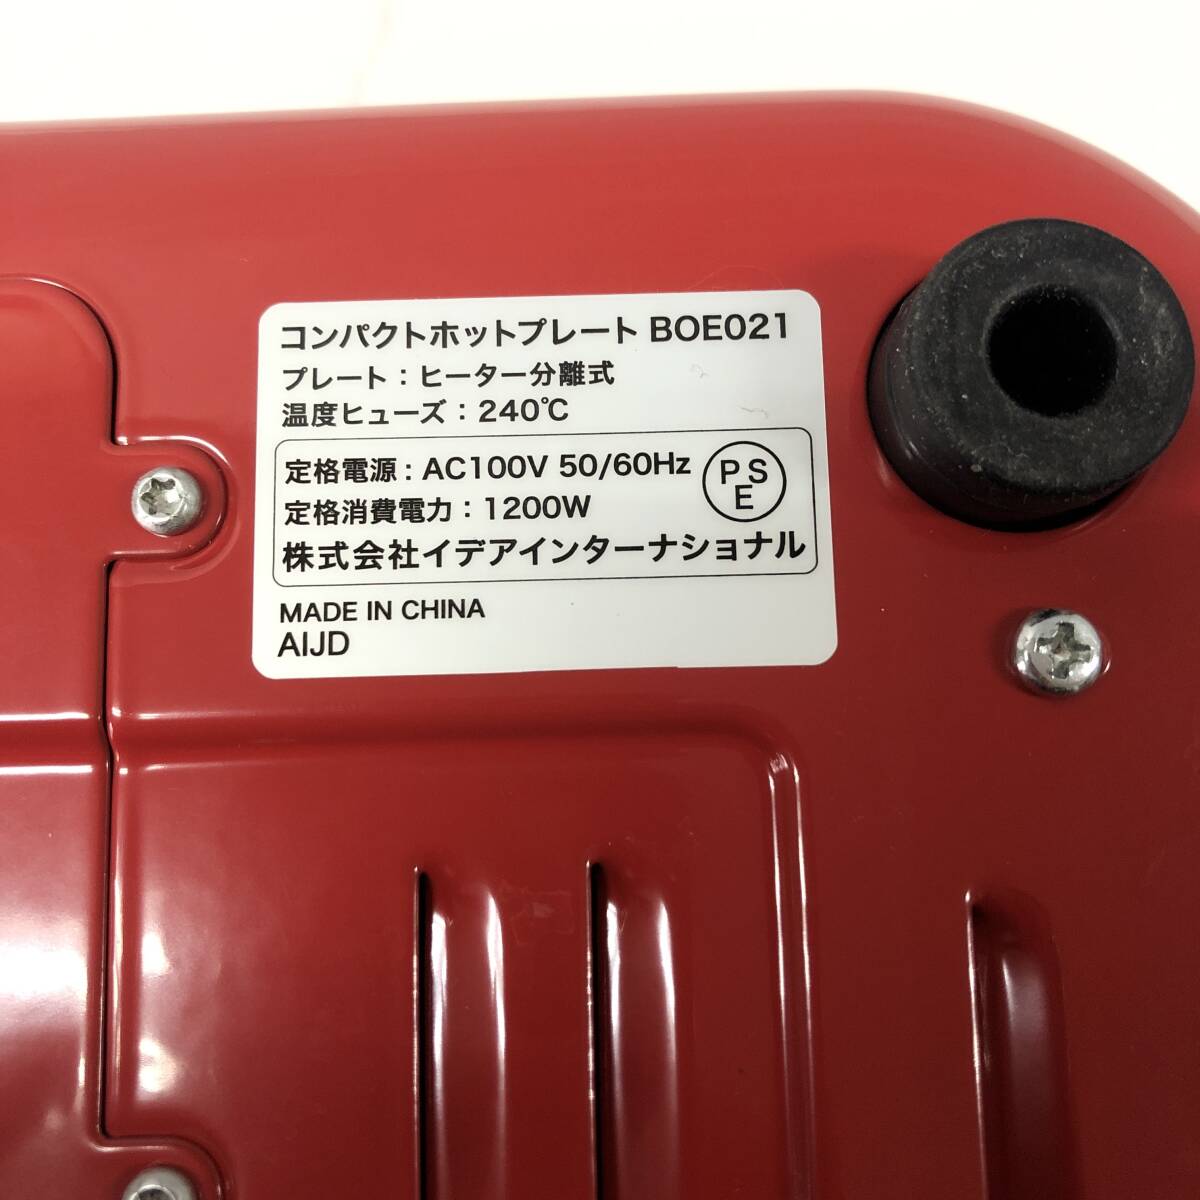 コンパクトホットプレート BOE021
プレート：ヒーター分離式
温度ヒューズ：240℃
定格電源：AC100V 50/60Hz
定格消費電力：1200W
PSE
株式会社イデアインターナショナル
MADE IN CHINA
AIJD